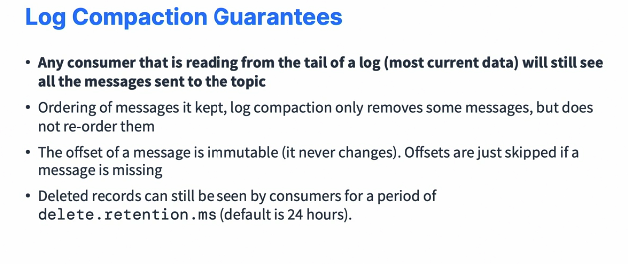 Log Compaction Guarantees
• Any consumer that is reading from the tail of a log (most current data) will still see
all the messages sent to the topic
• Ordering of messages it kept, log compaction only removes some messages, but does
not re-order them
• The offset of a message is immutable (it never changes). Offsets are just skipped if a
message is missing
• Deleted records can still be seen by consumers for a period of
delete.retention.ms (default is 24 hours).